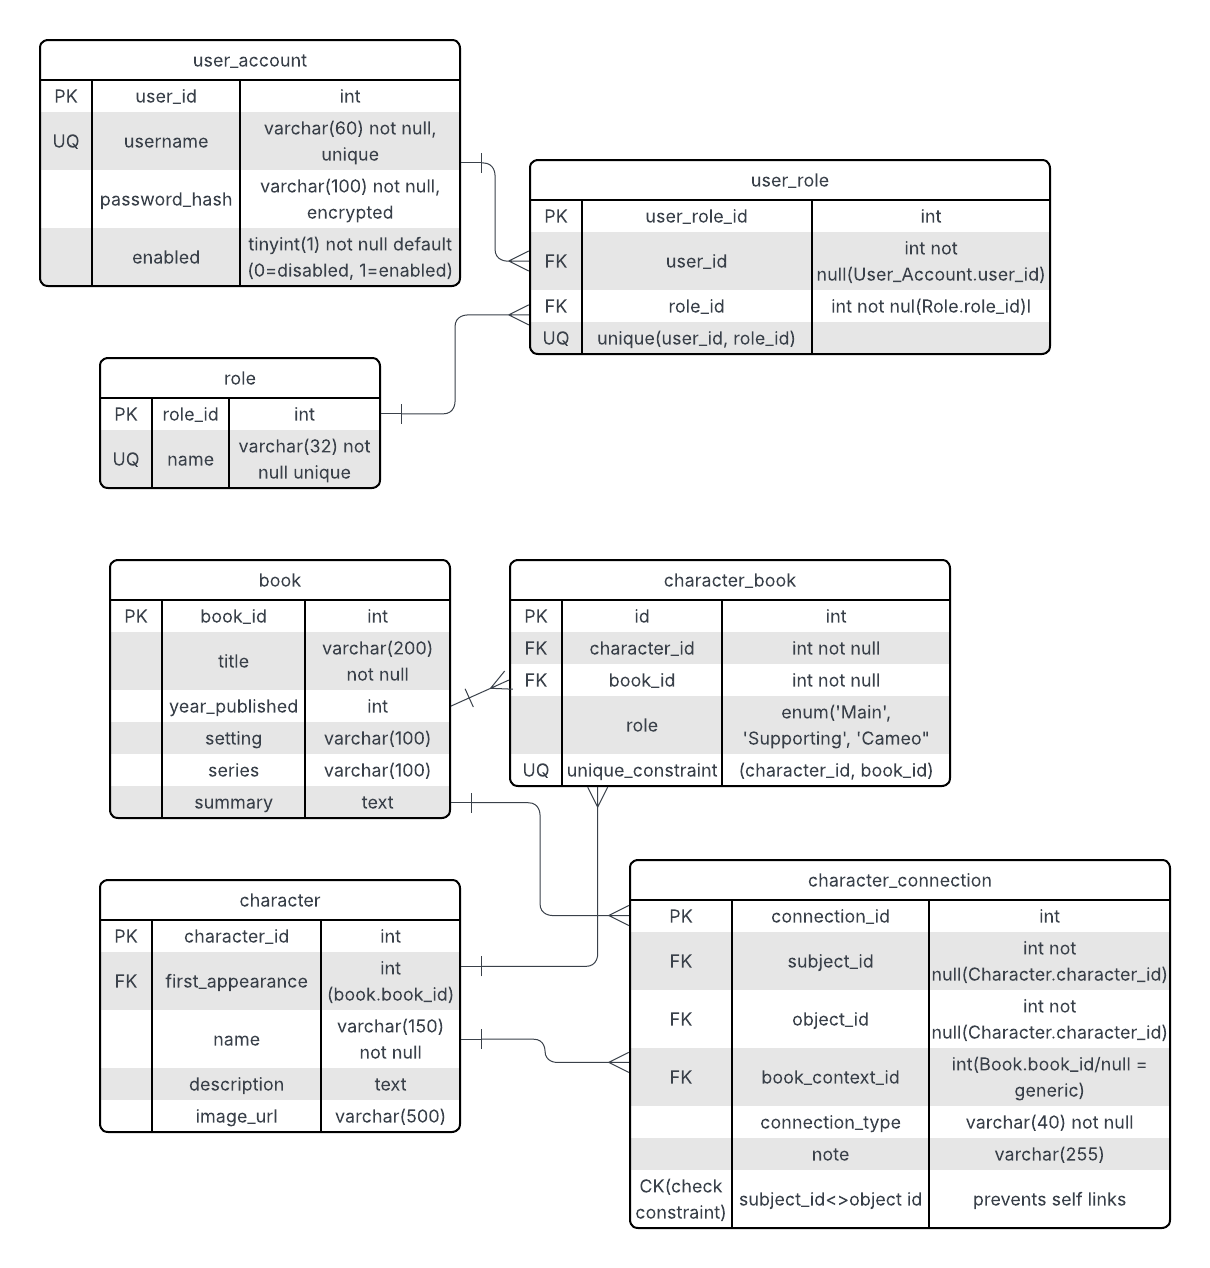 user_account
PK user_id int
UQ username varchar(60) not null,
unique
password_hash varchar(100) not null,
encrypted
enabled tinyint(1) not null default
(0=disabled, 1=enabled)
user_role
PK user_role_id int
FK user_id int not
null(User_Account.user_id)
FK role_id int not nul(Role.role_id)l
UQ unique(user_id, role_id)
role
PK role_id int
UQ name varchar(32) not
null unique
book
PK book_id int
title varchar(200)
not null
year_published int
setting varchar(100)
series varchar(100)
summary text
character_book
PK id int
FK character_id int not null
FK book_id int not null
role enum('Main',
'Supporting', 'Cameo"
UQ unique_constraint (character_id, book_id)
character
PK character_id int
FK first_appearance int
(book.book_id)
name varchar(150)
not null
description text
image_url varchar(500)
character_connection
PK connection_id int
FK subject_id int not
null(Character.character_id)
FK object_id int not
null(Character.character_id)
FK book_context_id int(Book.book_id/null =
generic)
connection_type varchar(40) not null
note varchar(255)
CK(check
constraint) subject_id<>object id prevents self links